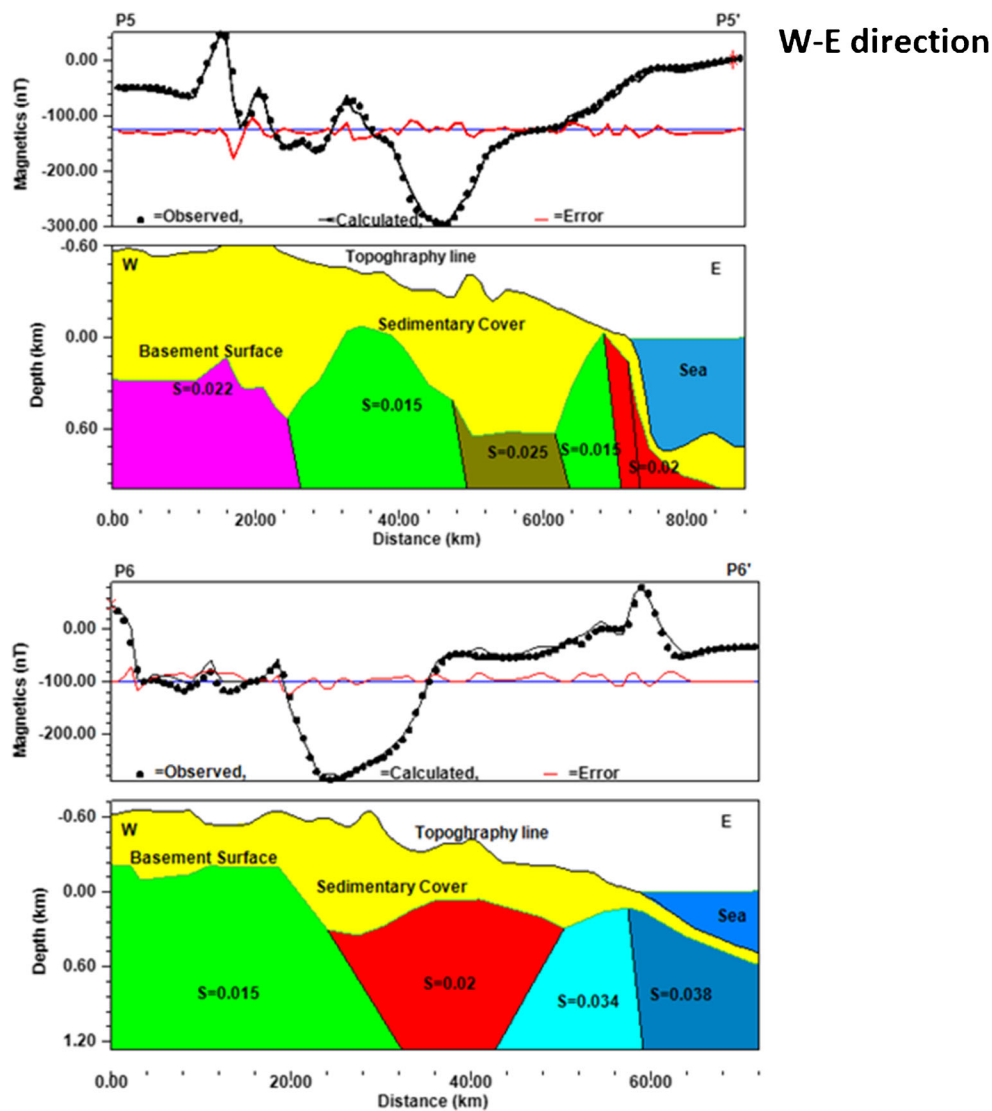 P5 P5' W-E direction
0.00
-100.00
-200.00
-300.00
Magnetics (nT)
=Observed, =Calculated, =Error
-0.60
0.00
0.60
Depth (km)
W Topoghraphy line E
Sedimentary Cover
Basement Surface
Sea
S=0.022
S=0.015
S=0.025 S=0.015
S=0.02
0.00 20.00 40.00 60.00 80.00
Distance (km)
P6 P6'
0.00
-100.00
-200.00
Magnetics (nT)
=Observed, =Calculated, =Error
-0.60
0.00
0.60
1.20
Depth (km)
W Topoghraphy line E
Basement Surface
Sedimentary Cover
Sea
S=0.015 S=0.02 S=0.034 S=0.038
0.00 20.00 40.00 60.00
Distance (km)